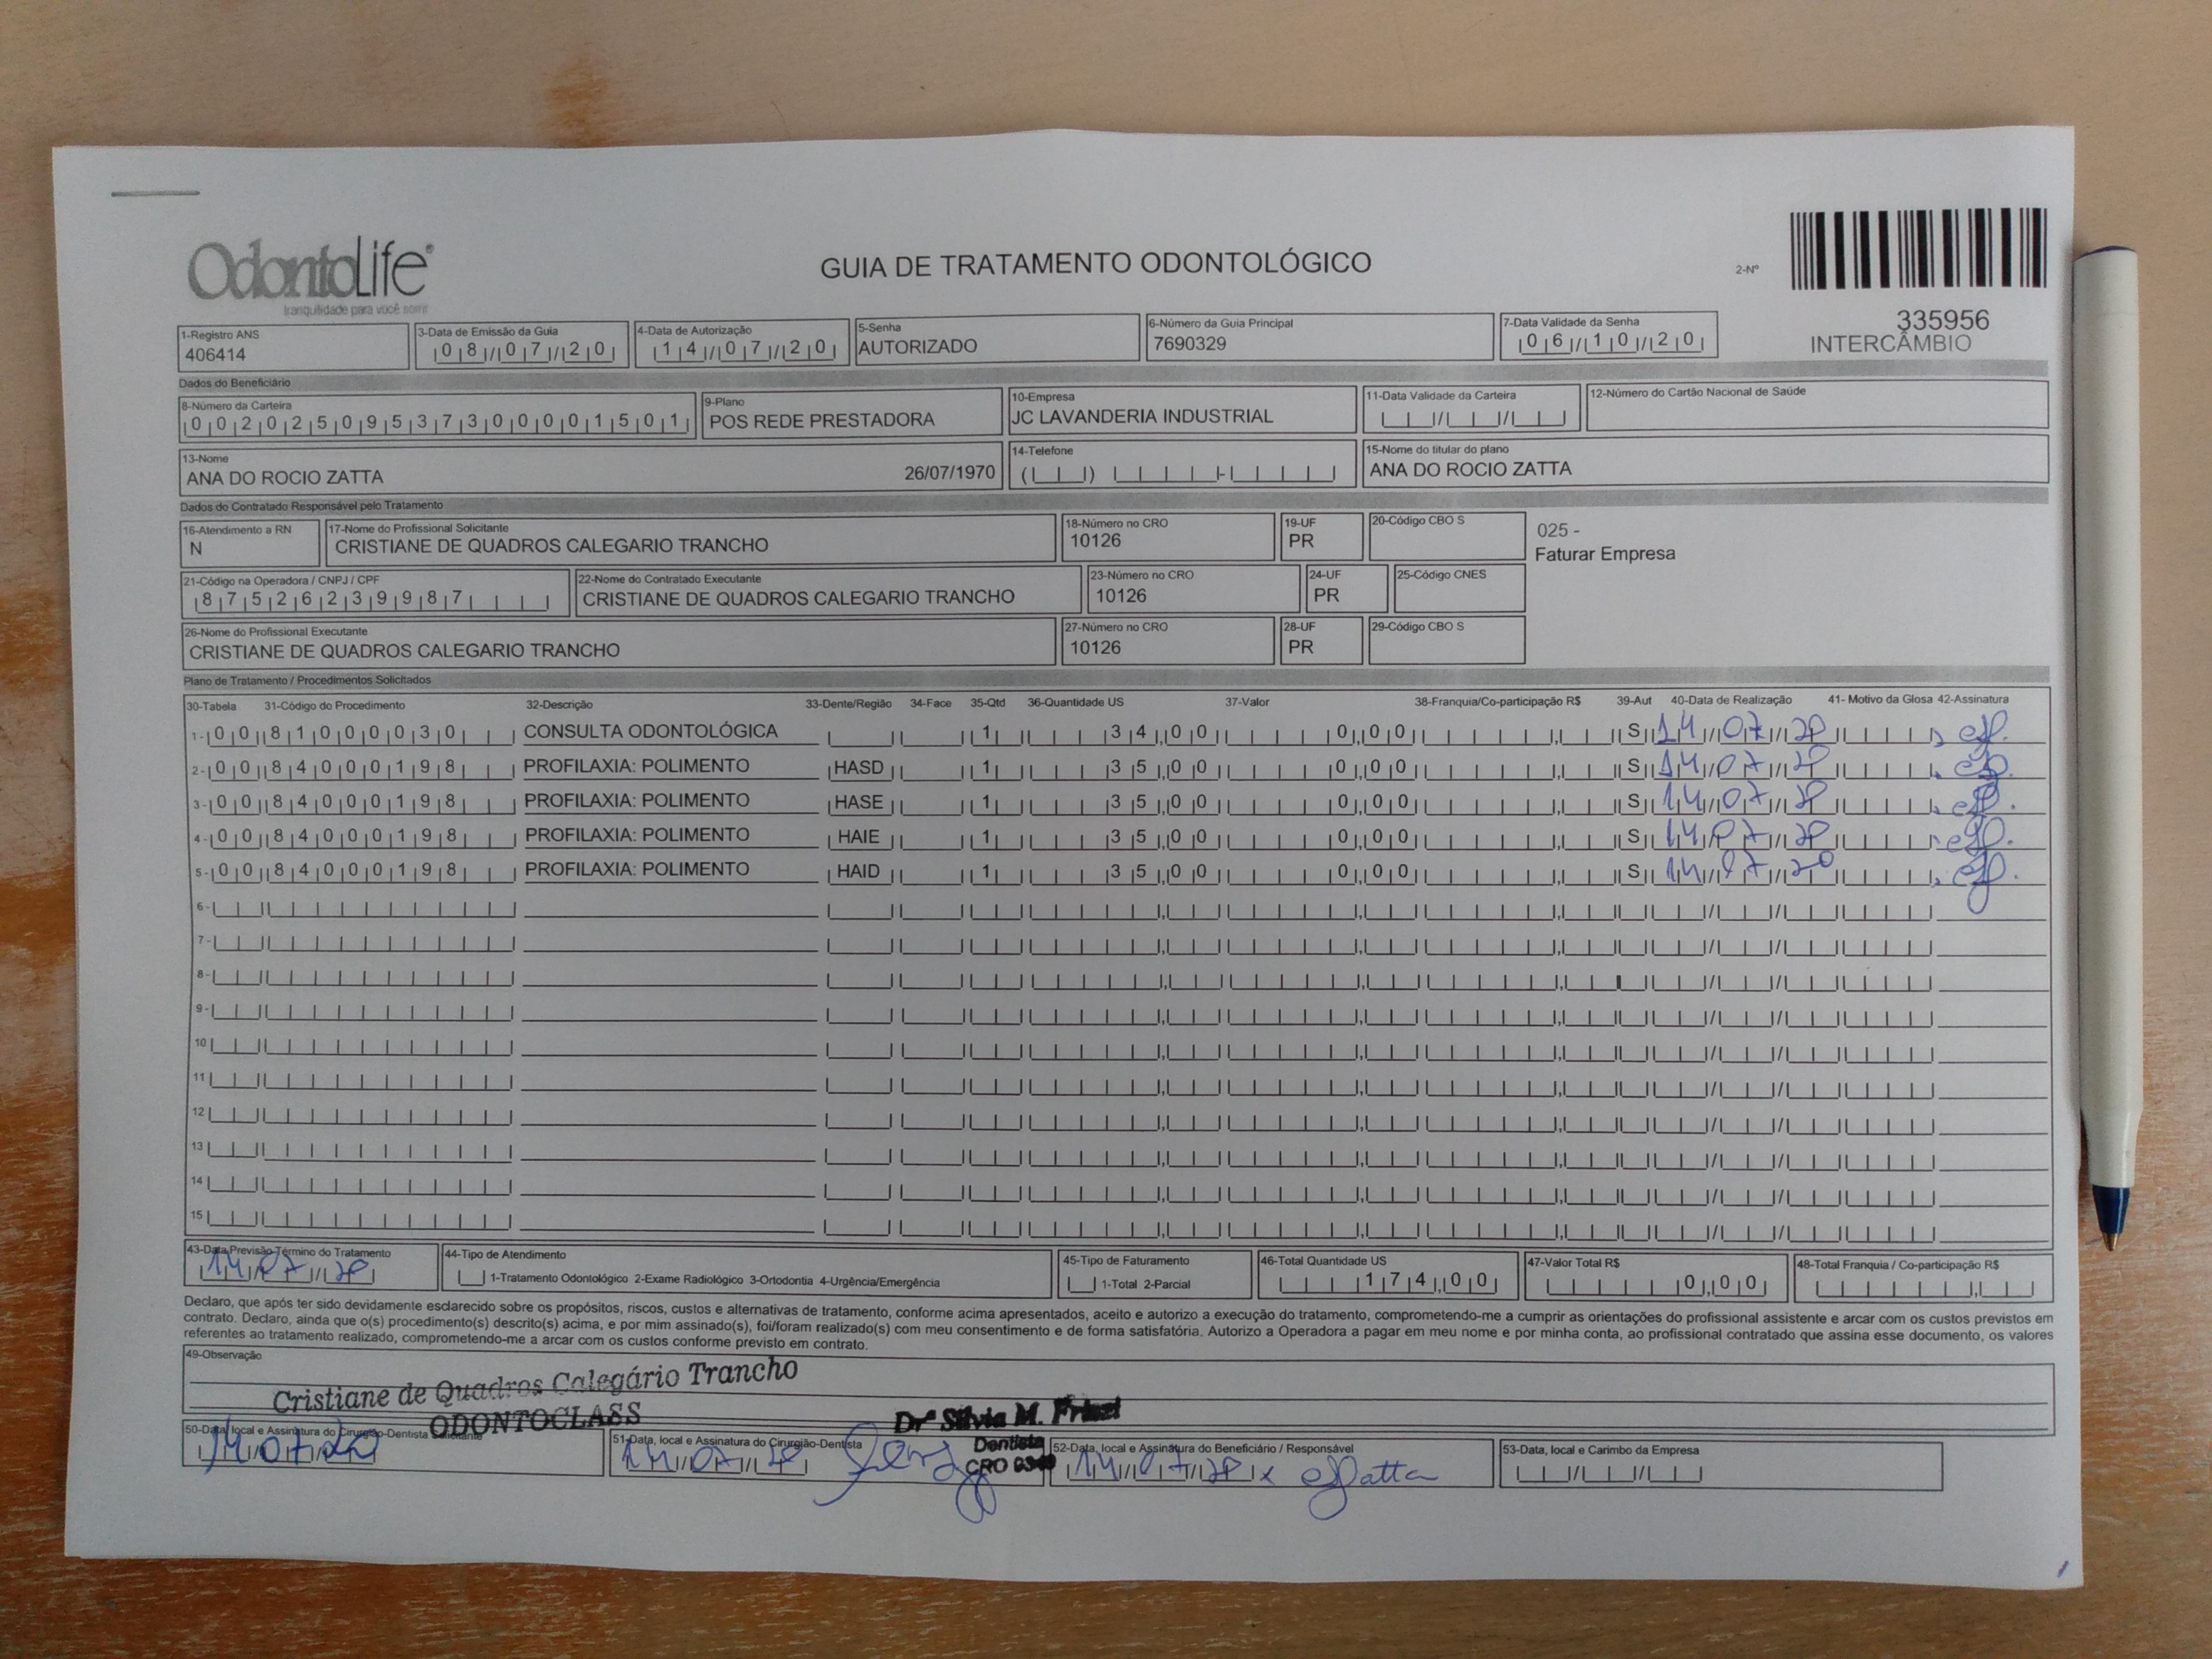 OdontoLife®
tranquilidade para você sorrir
GUIA DE TRATAMENTO ODONTOLÓGICO
2-Nº
335956
INTERCÂMBIO
1-Registro ANS
406414
3-Data de Emissão da Guia
08/07/20
4-Data de Autorização
14/07/20
5-Senha
AUTORIZADO
6-Número da Guia Principal
7690329
7-Data Validade da Senha
06/10/20
Dados do Beneficiário
8-Número da Carteira
00202509537300001501
9-Plano
POS REDE PRESTADORA
10-Empresa
JC LAVANDERIA INDUSTRIAL
11-Data Validade da Carteira
12-Número do Cartão Nacional de Saúde
13-Nome
ANA DO ROCIO ZATTA 26/07/1970
14-Telefone
15-Nome do titular do plano
ANA DO ROCIO ZATTA
Dados do Contratado Responsável pelo Tratamento
16-Atendimento a RN
N
17-Nome do Profissional Solicitante
CRISTIANE DE QUADROS CALEGARIO TRANCHO
18-Número no CRO
10126
19-UF
PR
20-Código CBO S
025 -
Faturar Empresa
21-Código na Operadora / CNPJ / CPF
87526239987
22-Nome do Contratado Executante
CRISTIANE DE QUADROS CALEGARIO TRANCHO
23-Número no CRO
10126
24-UF
PR
25-Código CNES
26-Nome do Profissional Executante
CRISTIANE DE QUADROS CALEGARIO TRANCHO
27-Número no CRO
10126
28-UF
PR
29-Código CBO S
Plano de Tratamento / Procedimentos Solicitados
30-Tabela 31-Código do Procedimento 32-Descrição 33-Dente/Região 34-Face 35-Qtd 36-Quantidade US 37-Valor 38-Franquia/Co-participação R$ 39-Aut 40-Data de Realização 41- Motivo da Glosa 42-Assinatura
1- 00 81000030 CONSULTA ODONTOLÓGICA 1 34,00 0,00 S 14/07/20
2- 00 84000198 PROFILAXIA: POLIMENTO HASD 1 35,00 0,00 S 14/07/20
3- 00 84000198 PROFILAXIA: POLIMENTO HASE 1 35,00 0,00 S 14/07/20
4- 00 84000198 PROFILAXIA: POLIMENTO HAIE 1 35,00 0,00 S 14/07/20
5- 00 84000198 PROFILAXIA: POLIMENTO HAID 1 35,00 0,00 S 14/07/20
6-
7-
8-
9-
10
11
12
13
14
15
43-Data Previsão Término do Tratamento
14/07/20
44-Tipo de Atendimento
1-Tratamento Odontológico 2-Exame Radiológico 3-Ortodontia 4-Urgência/Emergência
45-Tipo de Faturamento
1-Total 2-Parcial
46-Total Quantidade US
174,00
47-Valor Total R$
0,00
48-Total Franquia / Co-participação R$
Declaro, que após ter sido devidamente esclarecido sobre os propósitos, riscos, custos e alternativas de tratamento, conforme acima apresentados, aceito e autorizo a execução do tratamento, comprometendo-me a cumprir as orientações do profissional assistente e arcar com os custos previstos em
contrato. Declaro, ainda que o(s) procedimento(s) descrito(s) acima, e por mim assinado(s), foi/foram realizado(s) com meu consentimento e de forma satisfatória. Autorizo a Operadora a pagar em meu nome e por minha conta, ao profissional contratado que assina esse documento, os valores
referentes ao tratamento realizado, comprometendo-me a arcar com os custos conforme previsto em contrato.
49-Observação
Cristiane de Quadros Calegário Trancho
ODONTOCLASS
50-Data, local e Assinatura do Cirurgião-Dentista Solicitante
14/07/20
51-Data, local e Assinatura do Cirurgião-Dentista
14/07/20
Drª Silvia M.
Dentista
CRO
52-Data, local e Assinatura do Beneficiário / Responsável
14/07/20 x
53-Data, local e Carimbo da Empresa